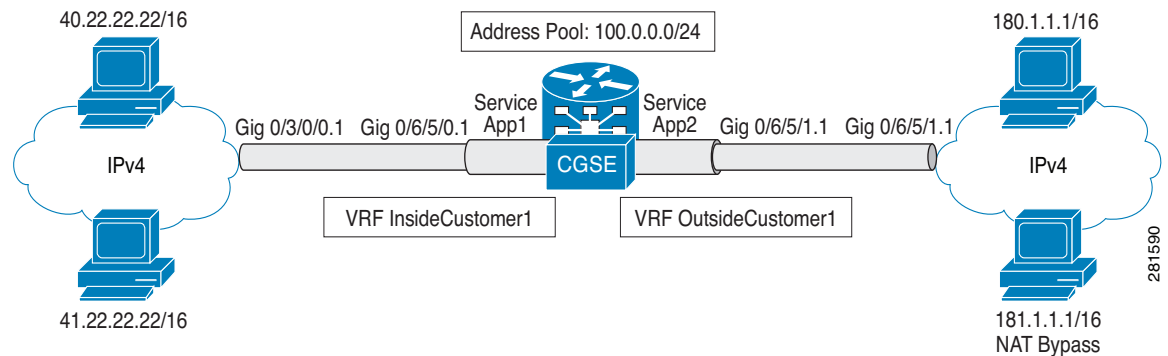 40.22.22.22/16
180.1.1.1/16
Address Pool: 100.0.0.0/24
Service
App1
Service
App2
Gig 0/3/0/0.1
Gig 0/6/5/0.1
Gig 0/6/5/1.1
Gig 0/6/5/1.1
IPv4
CGSE
IPv4
VRF InsideCustomer1
VRF OutsideCustomer1
41.22.22.22/16
181.1.1.1/16
NAT Bypass
281590